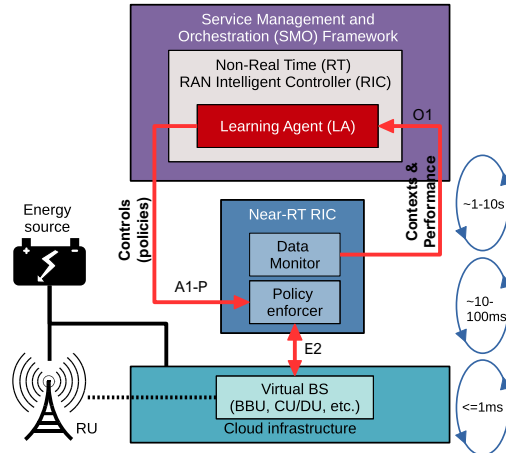 Service Management and
Orchestration (SMO) Framework
Non-Real Time (RT)
RAN Intelligent Controller (RIC)
Learning Agent (LA)
O1
Controls
(policies)
Contexts &
Performance
~1-10s
Energy
source
Near-RT RIC
Data
Monitor
A1-P
Policy
enforcer
~10-
100ms
E2
Virtual BS
(BBU, CU/DU, etc.)
<=1ms
RU
Cloud infrastructure